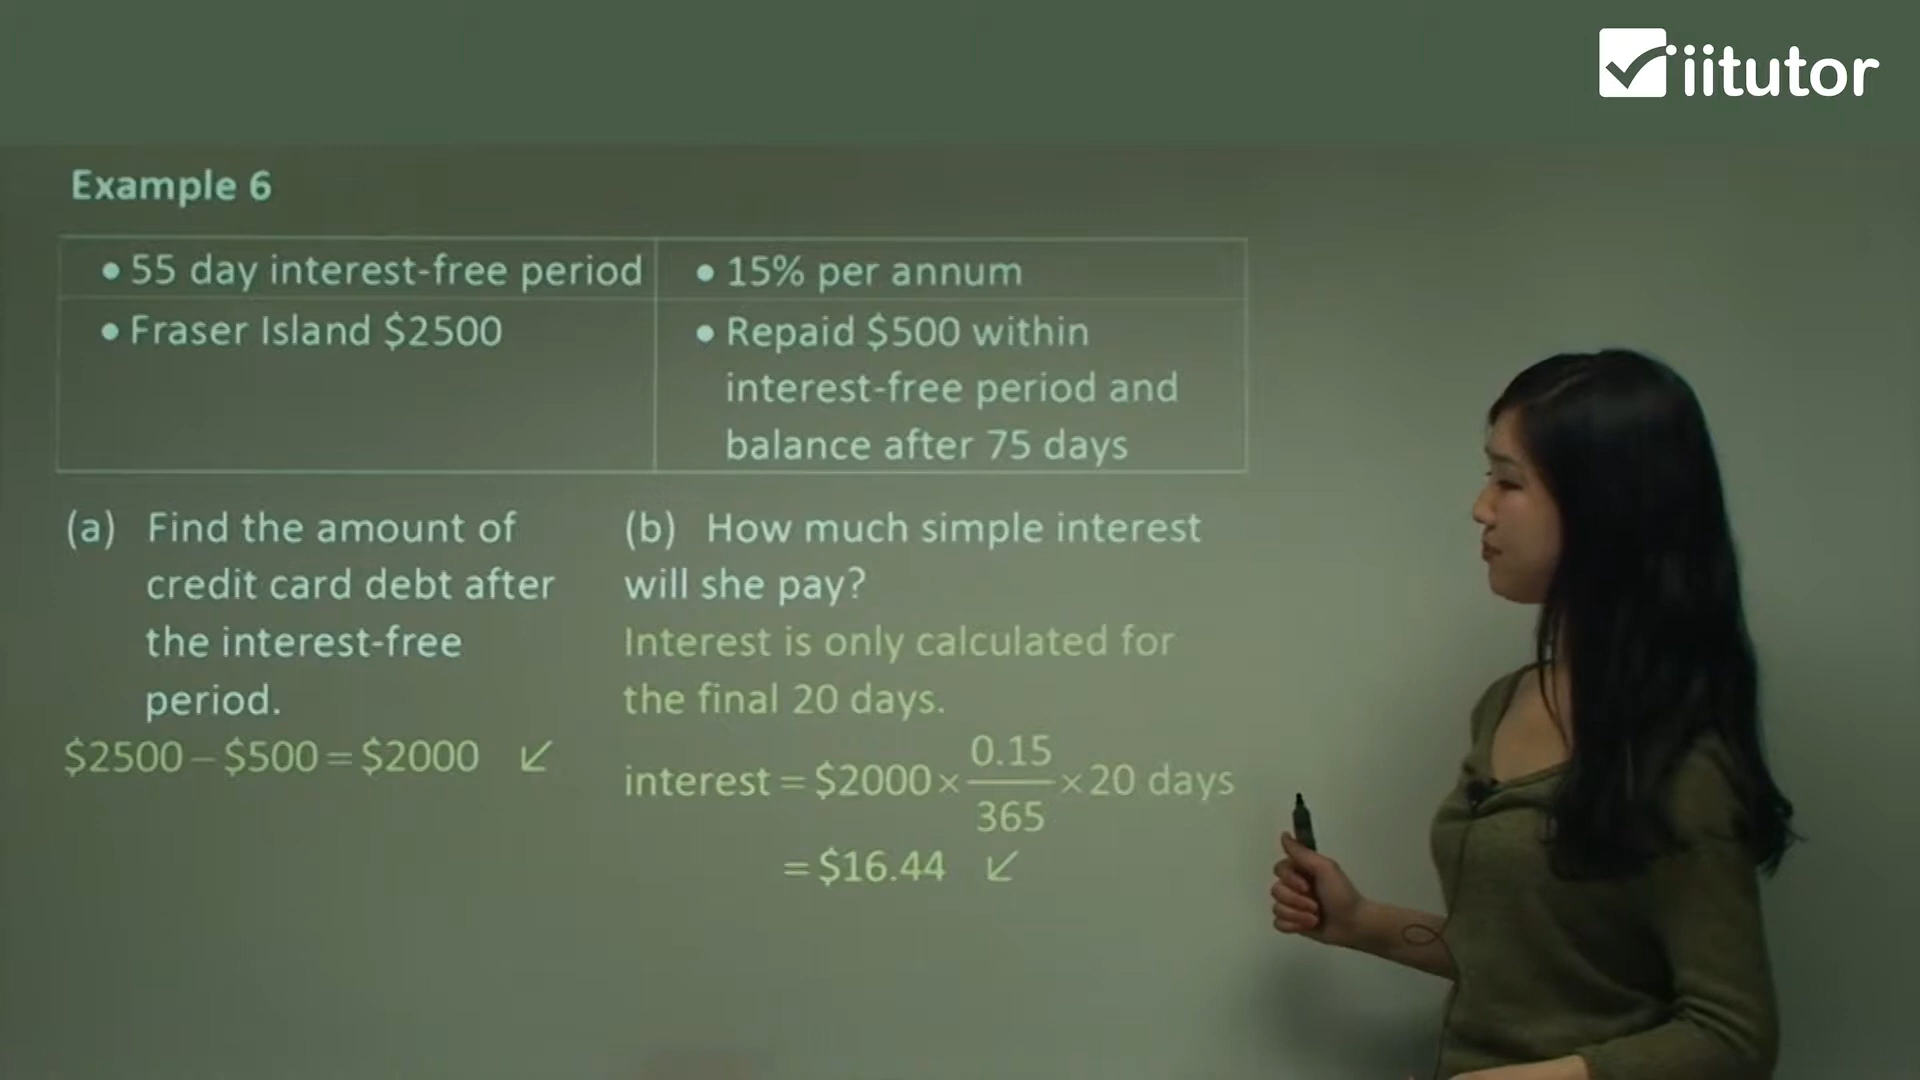 iitutor
Example 6
• 55 day interest-free period
• 15% per annum
• Fraser Island $2500
• Repaid $500 within
interest-free period and
balance after 75 days
(a) Find the amount of
credit card debt after
the interest-free
period.
$2500 – $500 = $2000 ↙
(b) How much simple interest
will she pay?
Interest is only calculated for
the final 20 days.
interest = $2000 × 0.15/365 × 20 days
= $16.44 ↙